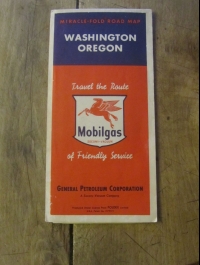 MIRACLE-FOLD ROAD MAP
WASHINGTON
OREGON
Travel the Route
Mobilgas
of Friendly Service
GENERAL PETROLEUM CORPORATION